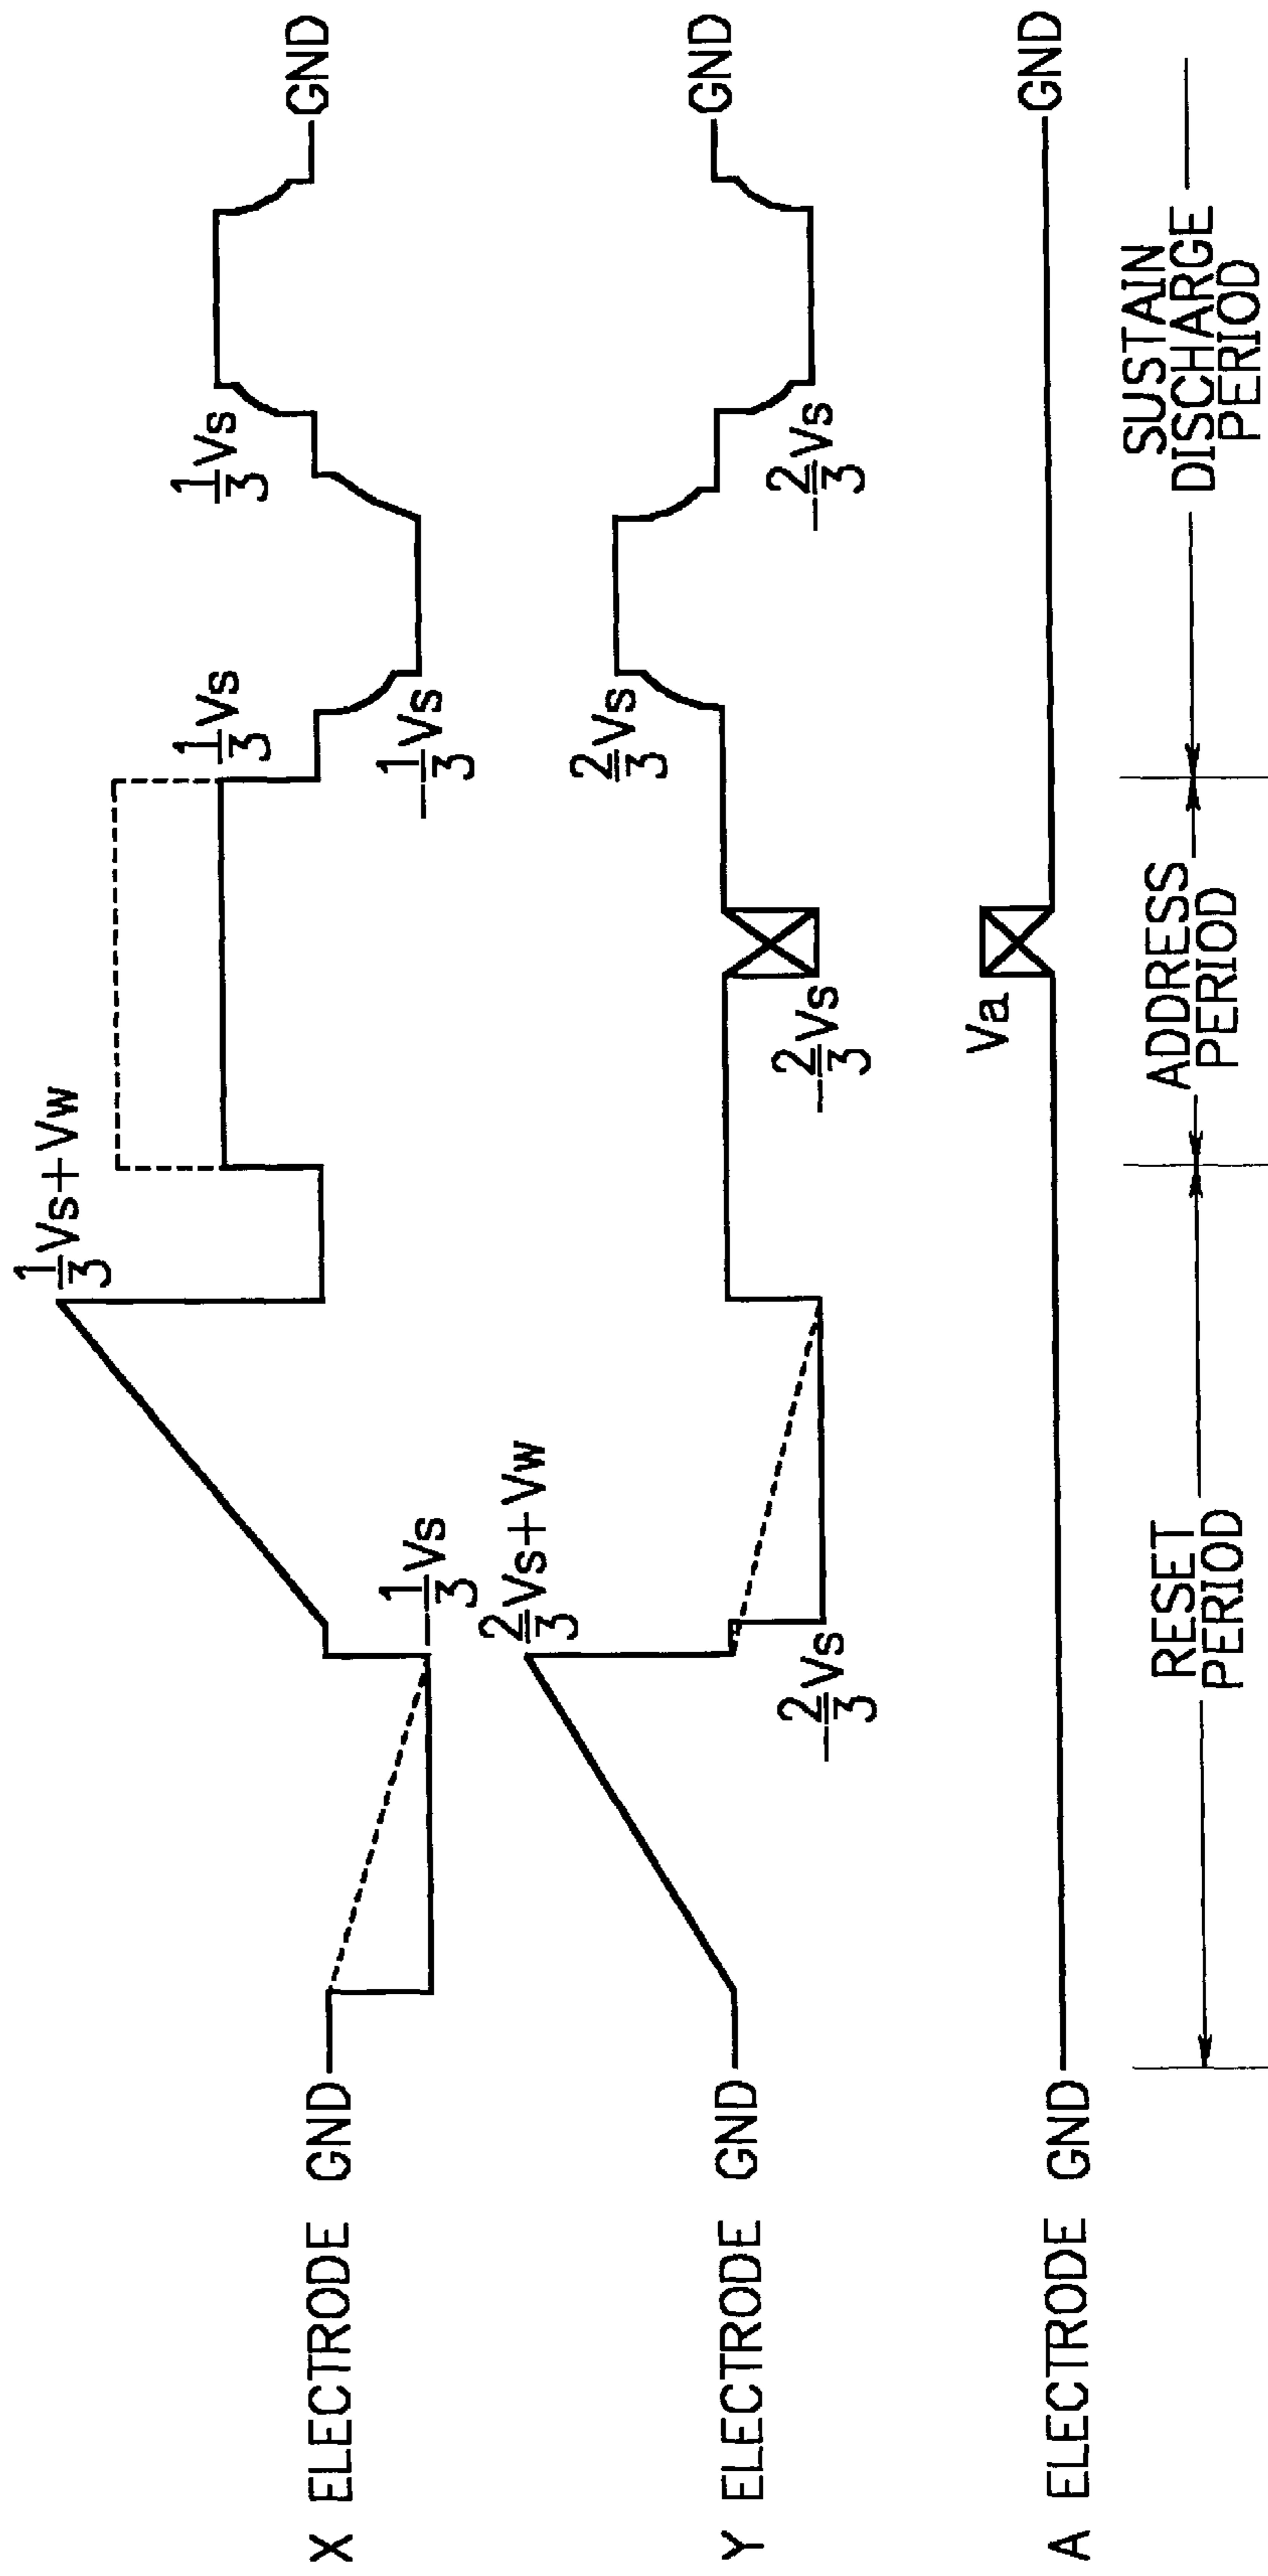 X ELECTRODE GND
-1/3Vs
1/3Vs+Vw
1/3Vs
-1/3Vs
1/3Vs
GND
Y ELECTRODE GND
2/3Vs+Vw
-2/3Vs
-2/3Vs
2/3Vs
-2/3Vs
GND
A ELECTRODE GND
Va
GND
RESET
PERIOD
ADDRESS
PERIOD
SUSTAIN
DISCHARGE
PERIOD